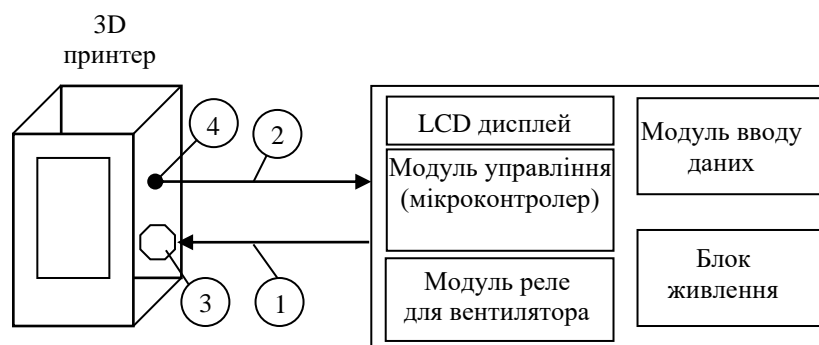 3D
принтер
4
2
3
1
LCD дисплей
Модуль управління
(мікроконтролер)
Модуль реле
для вентилятора
Модуль вводу
даних
Блок
живлення